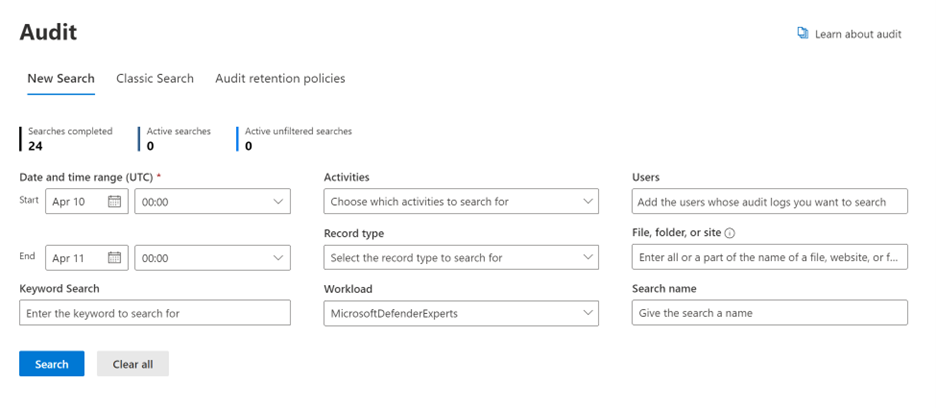 Audit
Learn about audit
New Search Classic Search Audit retention policies
Searches completed Active searches Active unfiltered searches
24 0 0
Date and time range (UTC) * Activities Users
Start Apr 10 00:00 Choose which activities to search for Add the users whose audit logs you want to search
Record type File, folder, or site
End Apr 11 00:00 Select the record type to search for Enter all or a part of the name of a file, website, or f...
Keyword Search Workload Search name
Enter the keyword to search for MicrosoftDefenderExperts Give the search a name
Search Clear all